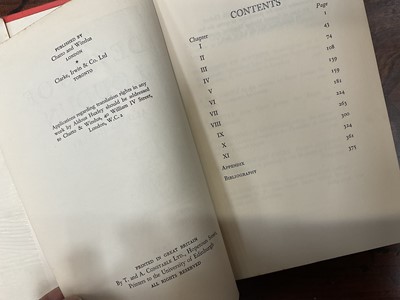 PUBLISHED BY
Chatto and Windus
LONDON
Clarke, Irwin & Co. Ltd
TORONTO
Applications regarding translation rights in any
work by Aldous Huxley should be addressed
to Chatto & Windus, 40 William IV Street,
London, W.C. 2
PRINTED IN GREAT BRITAIN
By T. and A. CONSTABLE LTD., Hopetoun Street,
Printers to the University of Edinburgh
ALL RIGHTS RESERVED
CONTENTS
Chapter Page
I 1
II 45
III 74
IV 108
V 139
VI 159
VII 181
VIII 224
IX 263
X 300
XI 324
APPENDIX 361
BIBLIOGRAPHY 375